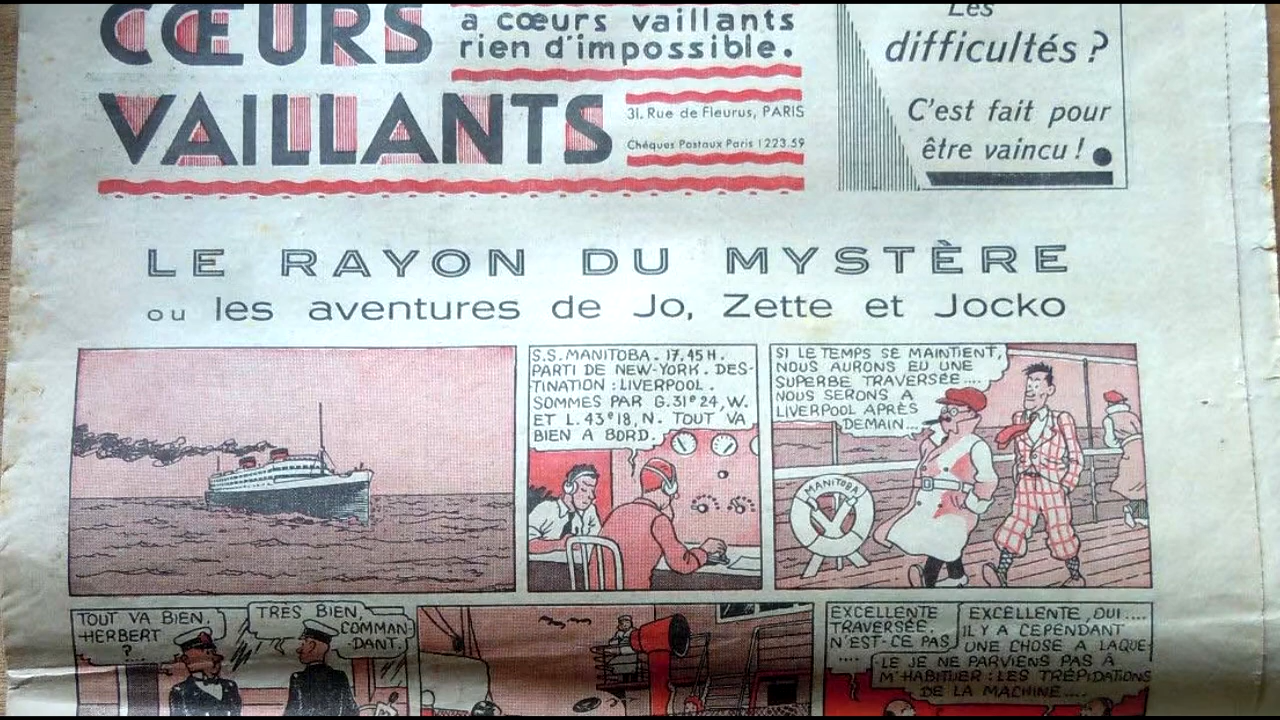 CŒURS
VAILLANTS
a cœurs vaillants
rien d'impossible.
31, Rue de Fleurus, PARIS
Chèques Postaux Paris 1223.59
Les
difficultés ?
C'est fait pour
être vaincu !
LE RAYON DU MYSTÈRE
ou les aventures de Jo, Zette et Jocko
S.S. MANITOBA. 17.45 H.
PARTI DE NEW-YORK. DES-
TINATION : LIVERPOOL.
SOMMES PAR G. 31° 24, W.
ET L. 43° 18, N. TOUT VA
BIEN A BORD.
SI LE TEMPS SE MAINTIENT,
NOUS AURONS EU UNE
SUPERBE TRAVERSÉE....
NOUS SERONS A
LIVERPOOL APRÈS
DEMAIN...
MANITOBA
TOUT VA BIEN,
HERBERT
?....
TRÈS BIEN,
COMMAN-
DANT.
EXCELLENTE
TRAVERSÉE,
N'EST-CE PAS
....
EXCELLENTE, OUI....
IL Y A CEPENDANT
UNE CHOSE A LAQUEL-
LE JE NE PARVIENS PAS À
M'HABITUER : LES TRÉPIDATIONS
DE LA MACHINE....